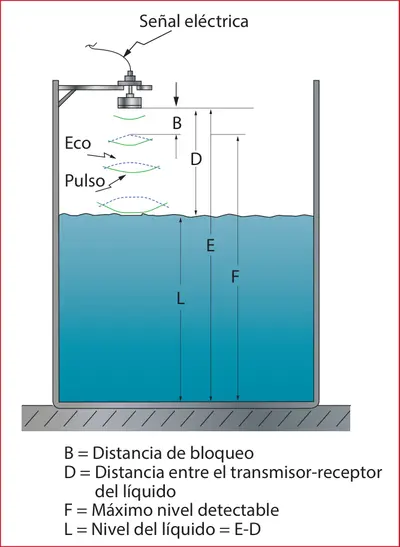 Señal eléctrica
B
Eco
D
Pulso
E
F
L
B = Distancia de bloqueo
D = Distancia entre el transmisor-receptor
del líquido
F = Máximo nivel detectable
L = Nivel del líquido = E-D